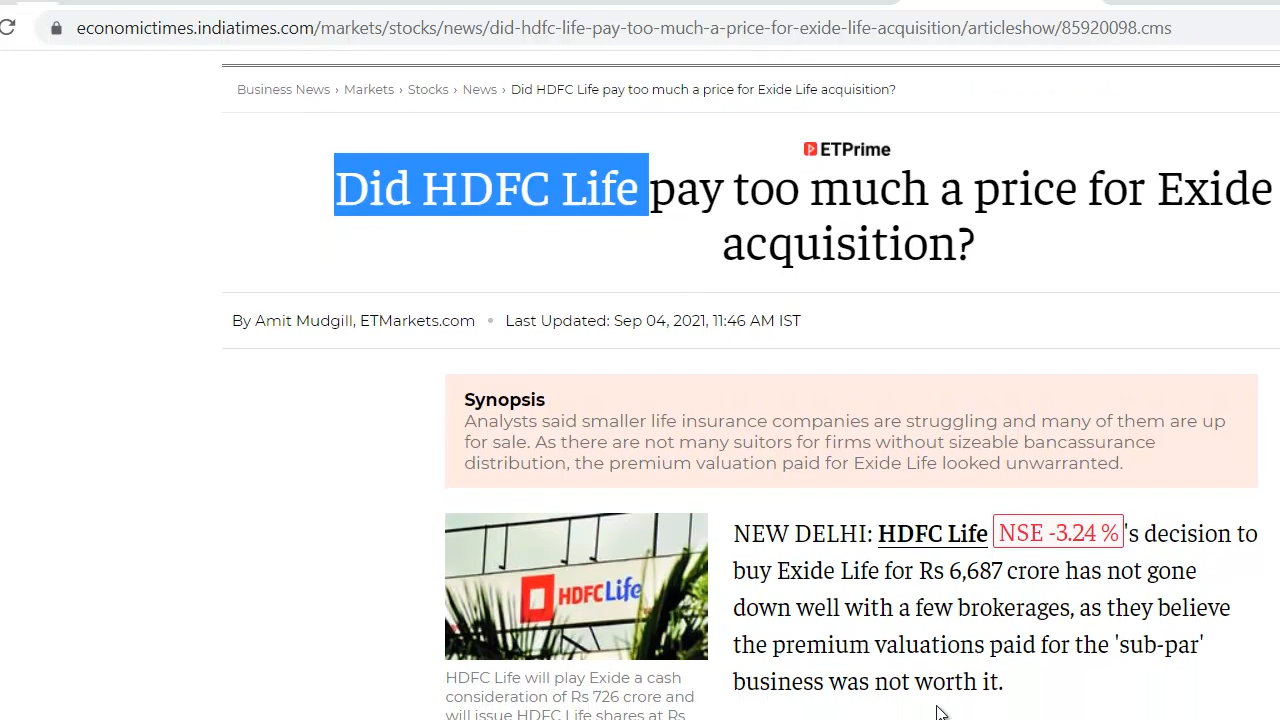 economictimes.indiatimes.com/markets/stocks/news/did-hdfc-life-pay-too-much-a-price-for-exide-life-acquisition/articleshow/85920098.cms
Business News › Markets › Stocks › News › Did HDFC Life pay too much a price for Exide Life acquisition?
ETPrime
Did HDFC Life pay too much a price for Exide
acquisition?
By Amit Mudgill, ETMarkets.com • Last Updated: Sep 04, 2021, 11:46 AM IST
Synopsis
Analysts said smaller life insurance companies are struggling and many of them are up
for sale. As there are not many suitors for firms without sizeable bancassurance
distribution, the premium valuation paid for Exide Life looked unwarranted.
HDFC Life
NEW DELHI: HDFC Life NSE -3.24 % 's decision to
buy Exide Life for Rs 6,687 crore has not gone
down well with a few brokerages, as they believe
the premium valuations paid for the 'sub-par'
business was not worth it.
HDFC Life will play Exide a cash
consideration of Rs 726 crore and
will issue HDFC Life shares at Rs